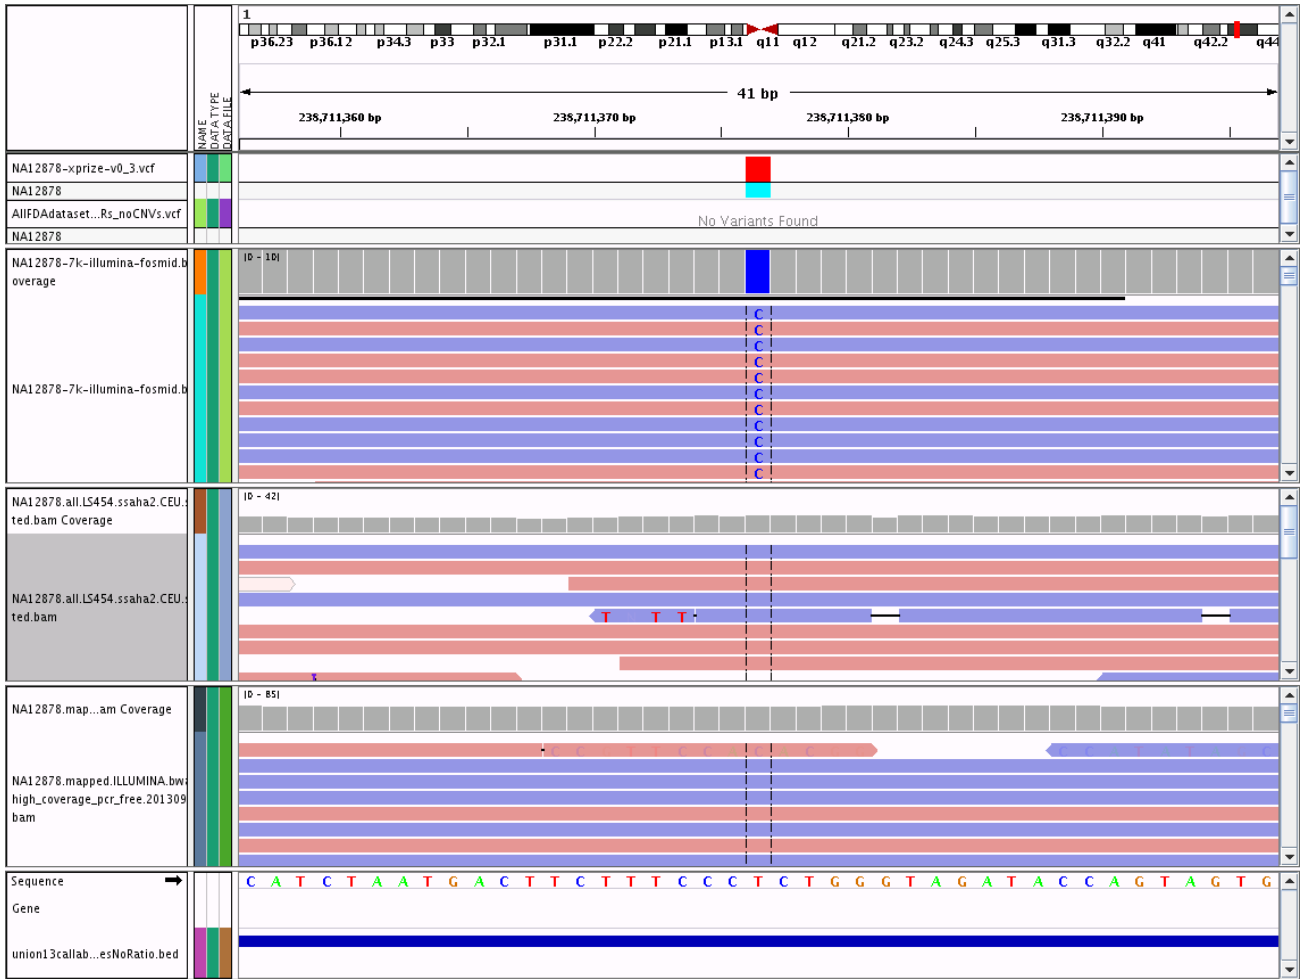 1
p36.23 p36.12 p34.3 p33 p32.1 p31.1 p22.2 p21.1 p13.1 q11 q12 q21.2 q23.2 q24.3 q25.3 q31.3 q32.2 q41 q42.2 q44
41 bp
238,711,360 bp 238,711,370 bp 238,711,380 bp 238,711,390 bp
NAME
DATA TYPE
DATA FILE
NA12878-xprize-v0_3.vcf
NA12878
AllFDAdataset...Rs_noCNVs.vcf
No Variants Found
NA12878
NA12878-7k-illumina-fosmid.b
overage
[0 - 10]
C
C
C
C
C
C
C
C
C
C
C
NA12878-7k-illumina-fosmid.b
NA12878.all.LS454.ssaha2.CEU.s
ted.bam Coverage
[0 - 42]
NA12878.all.LS454.ssaha2.CEU.s
ted.bam
T T T
NA12878.map...am Coverage
[0 - 85]
NA12878.mapped.ILLUMINA.bwa
high_coverage_pcr_free.201309
bam
Sequence
C A T C T A A T G A C T T C T T T C C C T C T G G G T A G A T A C C A G T A G T G
Gene
union13callab...esNoRatio.bed